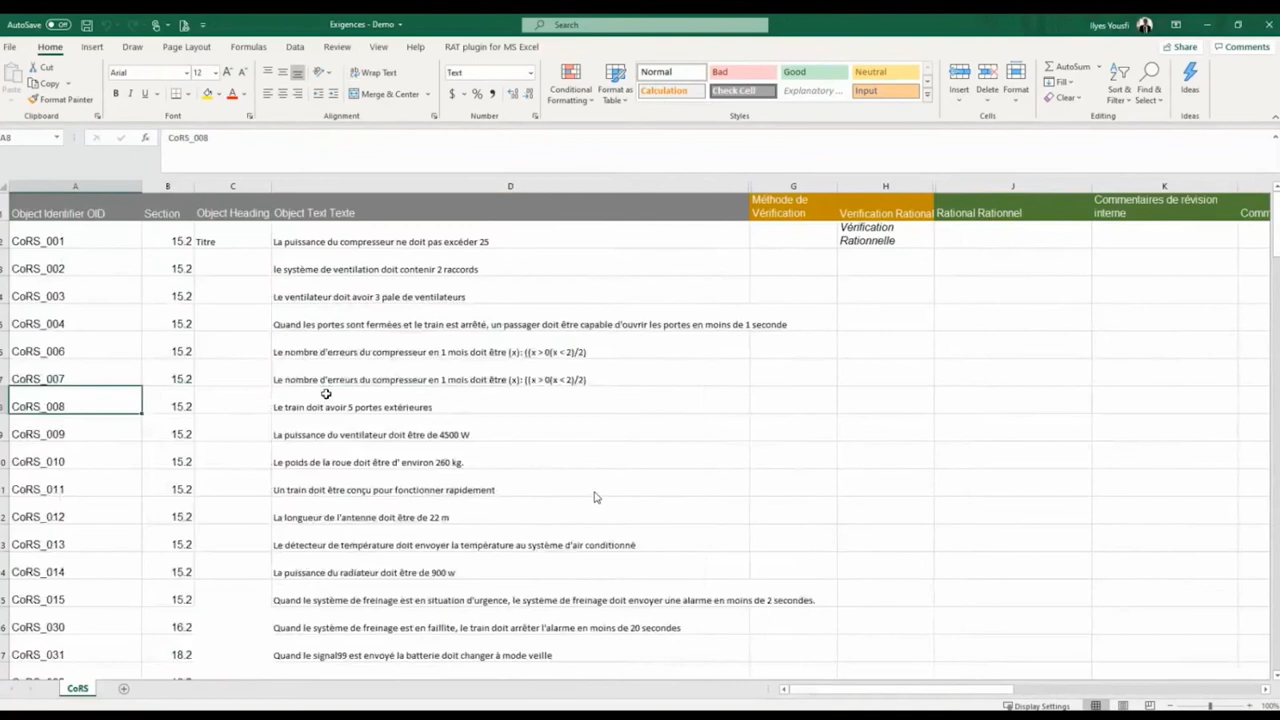 AutoSave Off Exigences - Demo Search Ilyes Yousfi
File Home Insert Draw Page Layout Formulas Data Review View Help RAT plugin for MS Excel Share Comments
Cut
Copy
Format Painter
Clipboard
Arial 12
B I U
Font
Wrap Text
Merge & Center
Alignment
Text
$ % ,
Number
Conditional Formatting
Format as Table
Normal Bad Good Neutral
Calculation Check Cell Explanatory ... Input
Styles
Insert Delete Format
Cells
AutoSum
Fill
Clear
Sort & Filter
Find & Select
Editing
Ideas
Ideas
A8 fx CoRS_008
A B C D G H J K
Object Identifier OID Section Object Heading Object Text Texte Méthode de Vérification Verification Rational Rational Rationnel Commentaires de révision interne Comm
CoRS_001 15.2 Titre La puissance du compresseur ne doit pas excéder 25 Vérification Rationnelle
CoRS_002 15.2 le système de ventilation doit contenir 2 raccords
CoRS_003 15.2 Le ventilateur doit avoir 3 pale de ventilateurs
CoRS_004 15.2 Quand les portes sont fermées et le train est arrêté, un passager doit être capable d'ouvrir les portes en moins de 1 seconde
CoRS_006 15.2 Le nombre d'erreurs du compresseur en 1 mois doit être (x): ((x > 0(x < 2)/2)
CoRS_007 15.2 Le nombre d'erreurs du compresseur en 1 mois doit être (x): ((x > 0(x < 2)/2)
CoRS_008 15.2 Le train doit avoir 5 portes extérieures
CoRS_009 15.2 La puissance du ventilateur doit être de 4500 W
CoRS_010 15.2 Le poids de la roue doit être d' environ 260 kg.
CoRS_011 15.2 Un train doit être conçu pour fonctionner rapidement
CoRS_012 15.2 La longueur de l'antenne doit être de 22 m
CoRS_013 15.2 Le détecteur de température doit envoyer la température au système d'air conditionné
CoRS_014 15.2 La puissance du radiateur doit être de 900 w
CoRS_015 15.2 Quand le système de freinage est en situation d'urgence, le système de freinage doit envoyer une alarme en moins de 2 secondes.
CoRS_030 16.2 Quand le système de freinage est en faillite, le train doit arrêter l'alarme en moins de 20 secondes
CoRS_031 18.2 Quand le signal99 est envoyé la batterie doit changer à mode veille
CoRS
Display Settings 100%